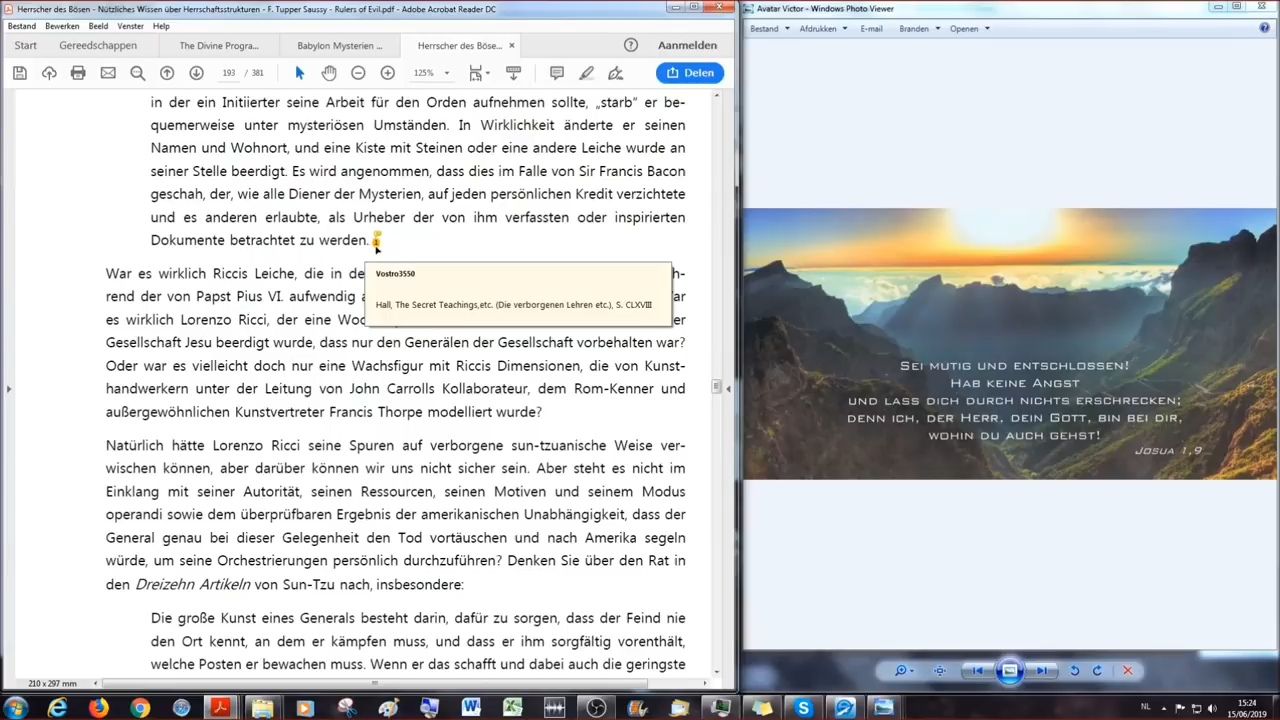 Herrscher des Bösen - Nützliches Wissen über Herrschaftsstrukturen - F. Tupper Saussy - Rulers of Evil.pdf - Adobe Acrobat Reader DC
Bestand Bewerken Beeld Venster Help
Start Gereedschappen The Divine Progra... Babylon Mysterien ... Herrscher des Böse... × Aanmelden
193 / 381 125% Delen
in der ein Initiierter seine Arbeit für den Orden aufnehmen sollte, „starb" er be-
quemerweise unter mysteriösen Umständen. In Wirklichkeit änderte er seinen
Namen und Wohnort, und eine Kiste mit Steinen oder eine andere Leiche wurde an
seiner Stelle beerdigt. Es wird angenommen, dass dies im Falle von Sir Francis Bacon
geschah, der, wie alle Diener der Mysterien, auf jeden persönlichen Kredit verzichtete
und es anderen erlaubte, als Urheber der von ihm verfassten oder inspirierten
Dokumente betrachtet zu werden.
War es wirklich Riccis Leiche, die in de
rend der von Papst Pius VI. aufwendig
es wirklich Lorenzo Ricci, der eine Woc er
Gesellschaft Jesu beerdigt wurde, dass nur den Generälen der Gesellschaft vorbehalten war?
Oder war es vielleicht doch nur eine Wachsfigur mit Riccis Dimensionen, die von Kunst-
handwerkern unter der Leitung von John Carrolls Kollaborateur, dem Rom-Kenner und
außergewöhnlichen Kunstvertreter Francis Thorpe modelliert wurde?
Natürlich hätte Lorenzo Ricci seine Spuren auf verborgene sun-tzuanische Weise ver-
wischen können, aber darüber können wir uns nicht sicher sein. Aber steht es nicht im
Einklang mit seiner Autorität, seinen Ressourcen, seinen Motiven und seinem Modus
operandi sowie dem überprüfbaren Ergebnis der amerikanischen Unabhängigkeit, dass der
General genau bei dieser Gelegenheit den Tod vortäuschen und nach Amerika segeln
würde, um seine Orchestrierungen persönlich durchzuführen? Denken Sie über den Rat in
den Dreizehn Artikeln von Sun-Tzu nach, insbesondere:
Die große Kunst eines Generals besteht darin, dafür zu sorgen, dass der Feind nie
den Ort kennt, an dem er kämpfen muss, und dass er ihm sorgfältig vorenthält,
welche Posten er bewachen muss. Wenn er das schafft und dabei auch die geringste
Vostro3550
Hall, The Secret Teachings,etc. (Die verborgenen Lehren etc.), S. CLXVIII
210 x 297 mm
Avatar Victor - Windows Photo Viewer
Bestand Afdrukken E-mail Branden Openen
Sei mutig und entschlossen!
Hab keine Angst
und lass dich durch nichts erschrecken;
denn ich, der Herr, dein Gott, bin bei dir,
wohin du auch gehst!
Josua 1,9
NL 15:24
15/06/2019